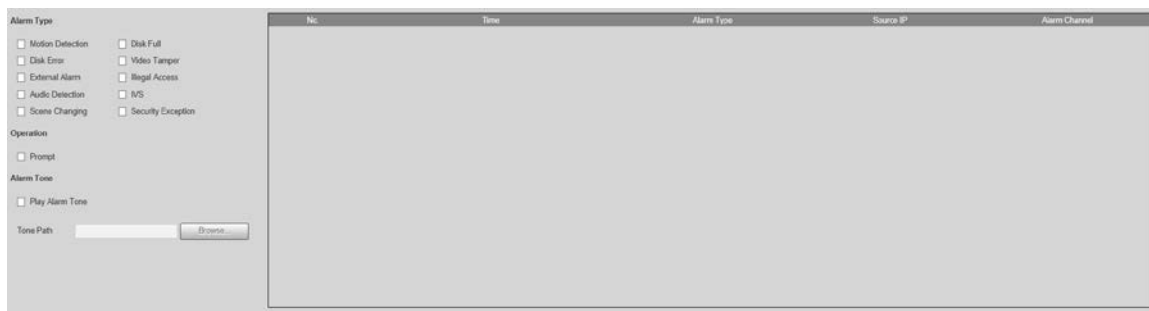 Alarm Type
Motion Detection Disk Full
Disk Error Video Tamper
External Alarm Illegal Access
Audio Detection IVS
Scene Changing Security Exception
Operation
Prompt
Alarm Tone
Play Alarm Tone
Tone Path Browse...
No. Time Alarm Type Source IP Alarm Channel